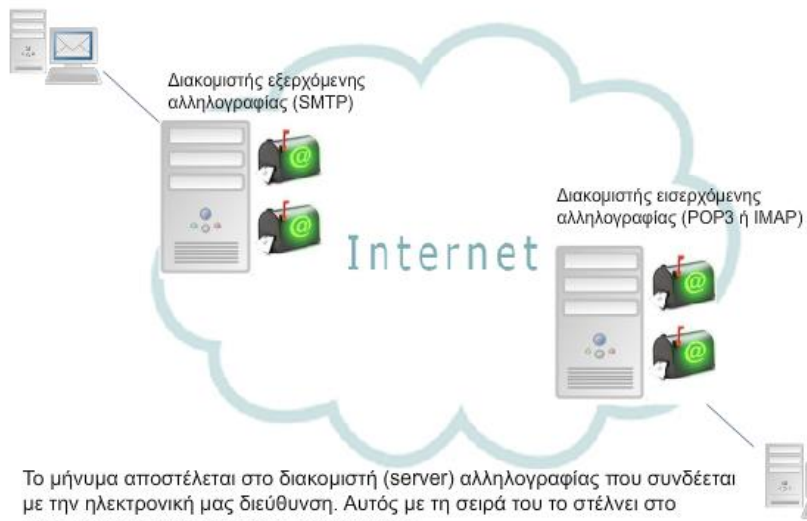 Διακομιστής εξερχόμενης
αλληλογραφίας (SMTP)
@
@
Διακομιστής εισερχόμενης
αλληλογραφίας (POP3 ή IMAP)
Internet
@
@
Το μήνυμα αποστέλεται στο διακομιστή (server) αλληλογραφίας που συνδέεται
με την ηλεκτρονική μας διεύθυνση. Αυτός με τη σειρά του το στέλνει στο